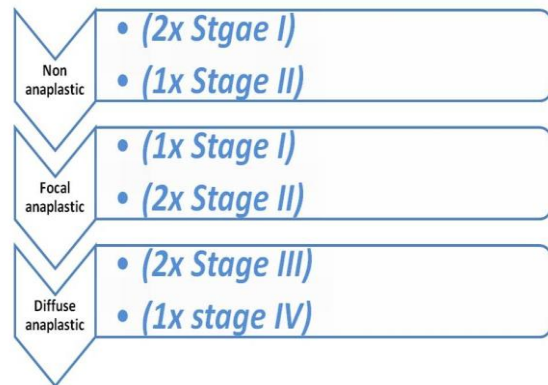 Non
anaplastic
• (2x Stgae I)
• (1x Stage II)
Focal
anaplastic
• (1x Stage I)
• (2x Stage II)
Diffuse
anaplastic
• (2x Stage III)
• (1x stage IV)